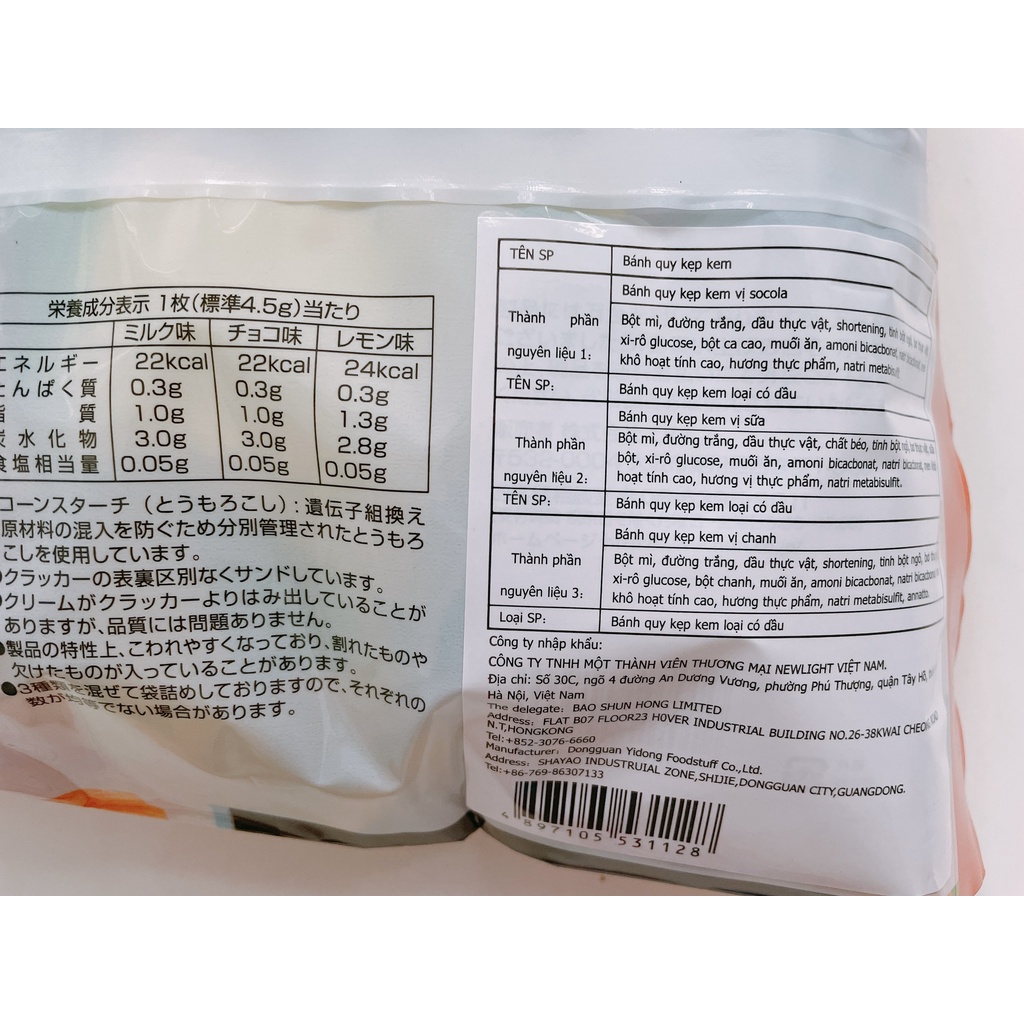 栄養成分表示 1枚(標準4.5g)当たり
ミルク味 チョコ味 レモン味
エネルギー 22kcal 22kcal 24kcal
たんぱく質 0.3g 0.3g 0.3g
脂質 1.0g 1.0g 1.3g
炭水化物 3.0g 3.0g 2.8g
食塩相当量 0.05g 0.05g 0.05g
コーンスターチ(とうもろこし):遺伝子組換え
原材料の混入を防ぐため分別管理されたとうもろ
こしを使用しています。
●クラッカーの表裏区別なくサンドしています。
●クリームがクラッカーよりはみ出していることが
ありますが、品質には問題ありません。
●製品の特性上、こわれやすくなっており、割れたものや
欠けたものが入っていることがあります。
●3種類を混ぜて袋詰めしておりますので、それぞれの
数が均等でない場合があります。
TÊN SP Bánh quy kẹp kem
Bánh quy kẹp kem vị socola
Thành phần
nguyên liệu 1:
Bột mì, đường trắng, dầu thực vật, shortening, tinh
xi-rô glucose, bột ca cao, muối ăn, amoni bicacbonat,
khô hoạt tính cao, hương thực phẩm, natri
TÊN SP: Bánh quy kẹp kem loại có dầu
Bánh quy kẹp kem vị sữa
Thành phần
nguyên liệu 2:
Bột mì, đường trắng, dầu thực vật, chất béo, tinh bột ngô,
bột, xi-rô glucose, muối ăn, amoni bicacbonat, natri
hoạt tính cao, hương vị thực phẩm, natri metabisulfit.
TÊN SP: Bánh quy kẹp kem loại có dầu
Bánh quy kẹp kem vị chanh
Thành phần
nguyên liệu 3:
Bột mì, đường trắng, dầu thực vật, shortening, tinh bột ngô,
xi-rô glucose, bột chanh, muối ăn, amoni bicacbonat, natri
khô hoạt tính cao, hương thực phẩm, natri metabisulfit, annatto.
Loại SP: Bánh quy kẹp kem loại có dầu
Công ty nhập khẩu:
CÔNG TY TNHH MỘT THÀNH VIÊN THƯƠNG MẠI NEWLIGHT VIỆT NAM.
Địa chỉ: Số 30C, ngõ 4 đường An Dương Vương, phường Phú Thượng, quận Tây Hồ,
Hà Nội, Việt Nam
The delegate: BAO SHUN HONG LIMITED
Address: FLAT B07 FLOOR23 HOVER INDUSTRIAL BUILDING NO.26-38KWAI CHEONG
N.T,HONGKONG
Tel:+852-3076-6660
Manufacturer: Dongguan Yidong Foodstuff Co.,Ltd.
Address: SHAYAO INDUSTRUIAL ZONE,SHIJIE,DONGGUAN CITY,GUANGDONG.
Tel:+86-769-86307133
4 897105 531128